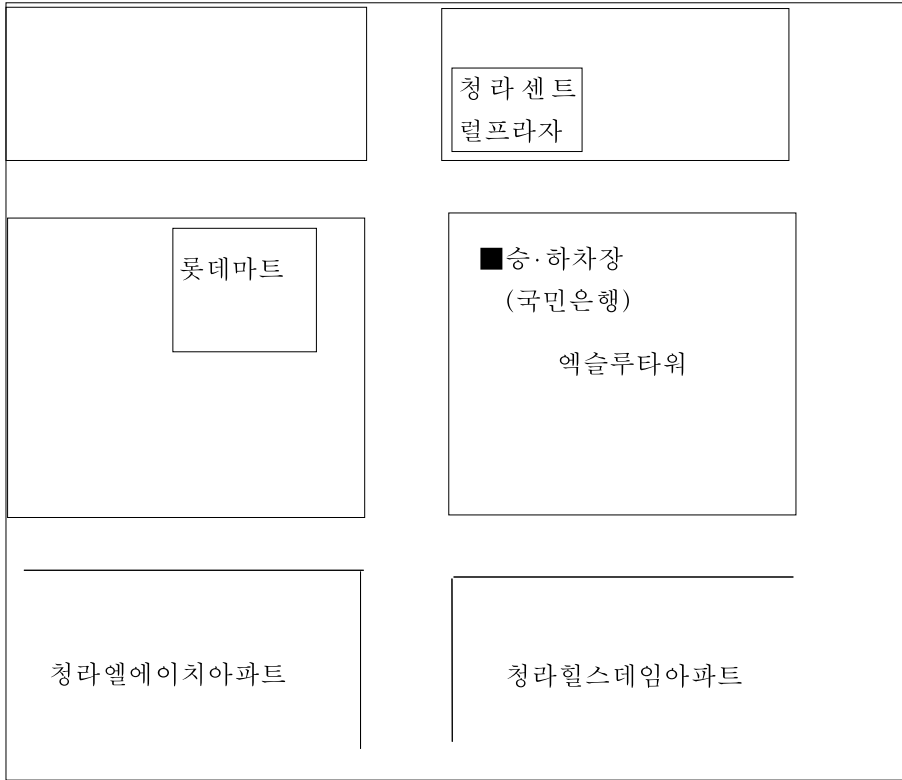 청라센트
럴프라자
롯데마트
■승·하차장
(국민은행)
엑슬루타워
청라엘에이치아파트
청라힐스데임아파트